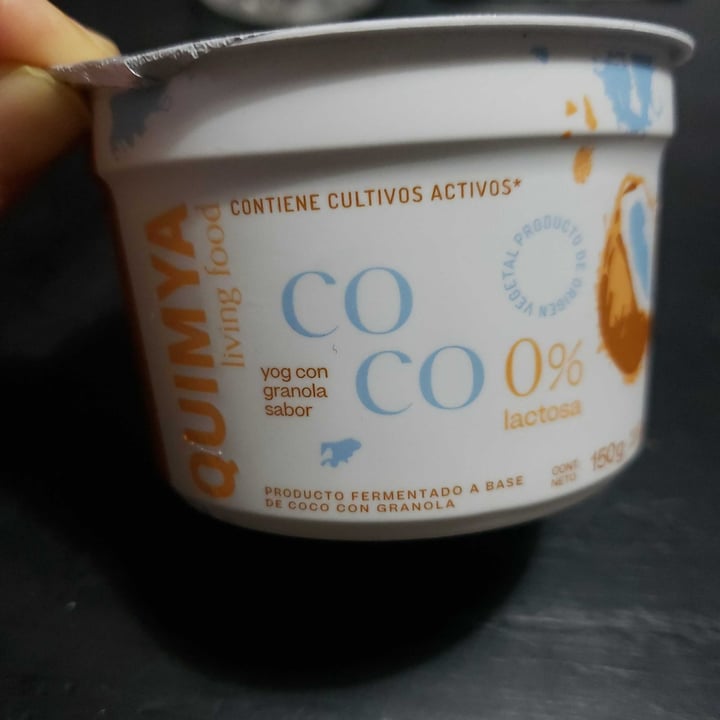 CONTIENE CULTIVOS ACTIVOS*
QUIMYA
living food
CO
CO
yog con
granola
sabor
PRODUCTO DE ORIGEN VEGETAL
0%
lactosa
PRODUCTO FERMENTADO A BASE
DE COCO CON GRANOLA
CONT.
NETO
150g